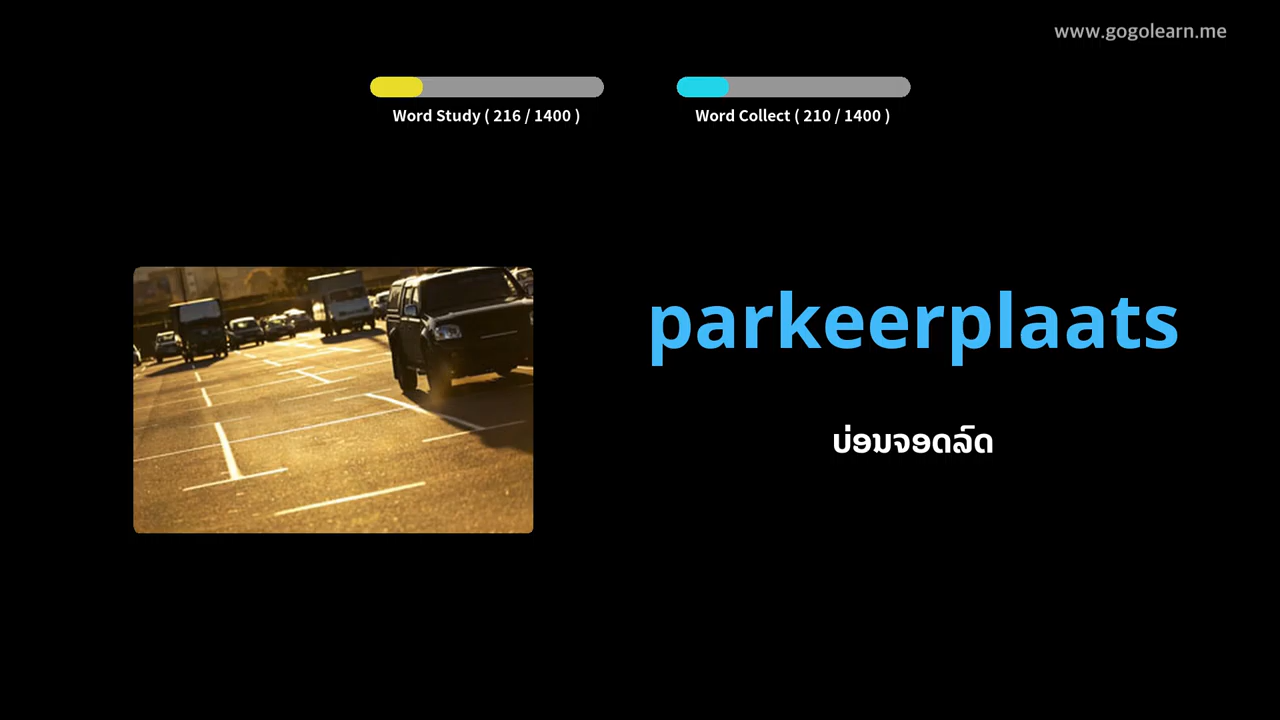 www.gogolearn.me
Word Study ( 216 / 1400 )
Word Collect ( 210 / 1400 )
parkeerplaats
ບ່ອນຈອດລົດ